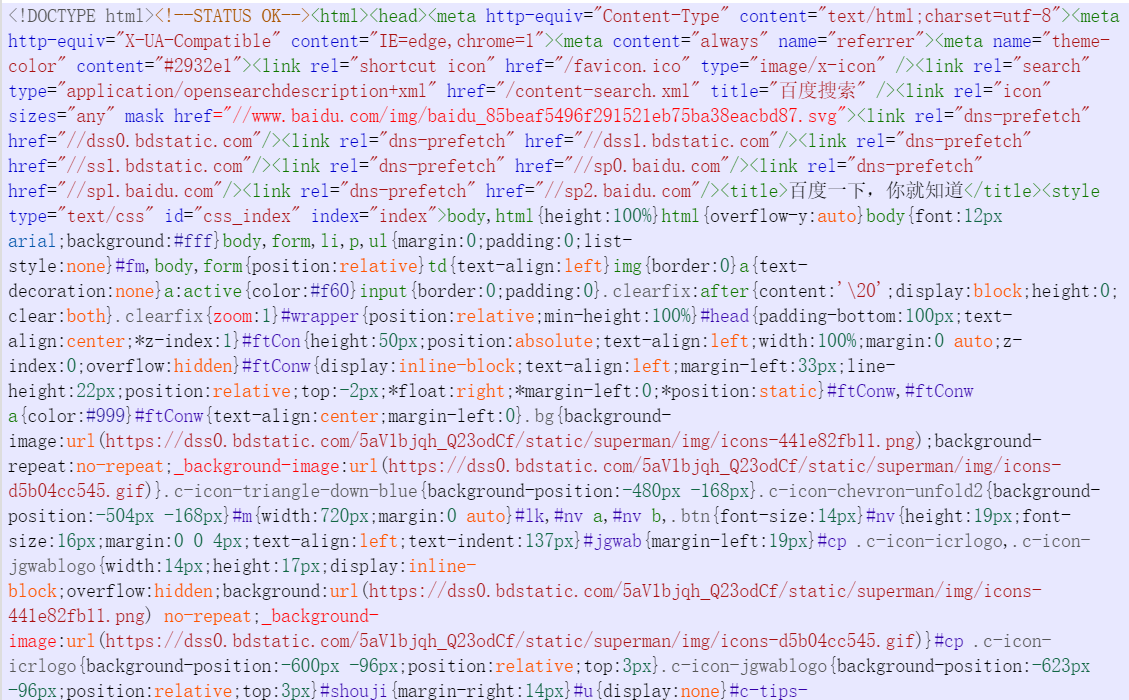 <!DOCTYPE html><!--STATUS OK--><html><head><meta http-equiv="Content-Type" content="text/html;charset=utf-8"><meta
http-equiv="X-UA-Compatible" content="IE=edge,chrome=1"><meta content="always" name="referrer"><meta name="theme-
color" content="#2932e1"><link rel="shortcut icon" href="/favicon.ico" type="image/x-icon" /><link rel="search"
type="application/opensearchdescription+xml" href="/content-search.xml" title="百度搜索" /><link rel="icon"
sizes="any" mask href="//www.baidu.com/img/baidu_85beaf5496f291521eb75ba38eacbd87.svg"><link rel="dns-prefetch"
href="//dss0.bdstatic.com"/><link rel="dns-prefetch" href="//dss1.bdstatic.com"/><link rel="dns-prefetch"
href="//ss1.bdstatic.com"/><link rel="dns-prefetch" href="//sp0.baidu.com"/><link rel="dns-prefetch"
href="//sp1.baidu.com"/><link rel="dns-prefetch" href="//sp2.baidu.com"/><title>百度一下，你就知道</title><style
type="text/css" id="css_index" index="index">body,html{height:100%}html{overflow-y:auto}body{font:12px
arial;background:#fff}body,form,li,p,ul{margin:0;padding:0;list-
style:none}#fm,body,form{position:relative}td{text-align:left}img{border:0}a{text-
decoration:none}a:active{color:#f60}input{border:0;padding:0}.clearfix:after{content:'\20';display:block;height:0;
clear:both}.clearfix{zoom:1}#wrapper{position:relative;min-height:100%}#head{padding-bottom:100px;text-
align:center;*z-index:1}#ftCon{height:50px;position:absolute;text-align:left;width:100%;margin:0 auto;z-
index:0;overflow:hidden}#ftConw{display:inline-block;text-align:left;margin-left:33px;line-
height:22px;position:relative;top:-2px;*float:right;*margin-left:0;*position:static}#ftConw,#ftConw
a{color:#999}#ftConw{text-align:center;margin-left:0}.bg{background-
image:url(https://dss0.bdstatic.com/5aV1bjqh_Q23odCf/static/superman/img/icons-441e82fb11.png);background-
repeat:no-repeat;_background-image:url(https://dss0.bdstatic.com/5aV1bjqh_Q23odCf/static/superman/img/icons-
d5b04cc545.gif)}.c-icon-triangle-down-blue{background-position:-480px -168px}.c-icon-chevron-unfold2{background-
position:-504px -168px}#m{width:720px;margin:0 auto}#lk,#nv a,#nv b,.btn{font-size:14px}#nv{height:19px;font-
size:16px;margin:0 0 4px;text-align:left;text-indent:137px}#jgwab{margin-left:19px}#cp .c-icon-icrlogo,.c-icon-
jgwablogo{width:14px;height:17px;display:inline-
block;overflow:hidden;background:url(https://dss0.bdstatic.com/5aV1bjqh_Q23odCf/static/superman/img/icons-
441e82fb11.png) no-repeat;_background-
image:url(https://dss0.bdstatic.com/5aV1bjqh_Q23odCf/static/superman/img/icons-d5b04cc545.gif)}#cp .c-icon-
icrlogo{background-position:-600px -96px;position:relative;top:3px}.c-icon-jgwablogo{background-position:-623px
-96px;position:relative;top:3px}#shouji{margin-right:14px}#u{display:none}#c-tips-